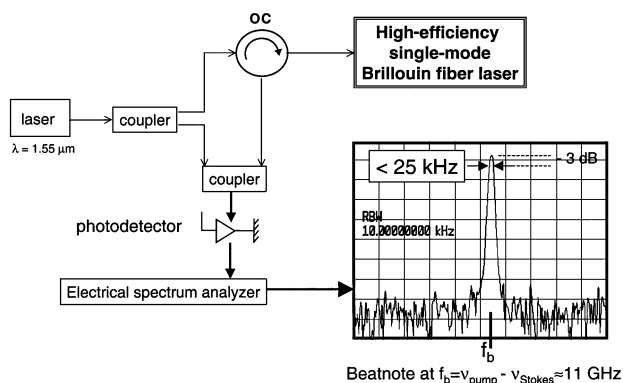 OC
High-efficiency
single-mode
Brillouin fiber laser
laser
coupler
λ = 1.55 μm
coupler
< 25 kHz
- 3 dB
photodetector
RBW
10.00000000 kHz
Electrical spectrum analyzer
f_b
Beatnote at f_b=ν_pump - ν_Stokes≈11 GHz